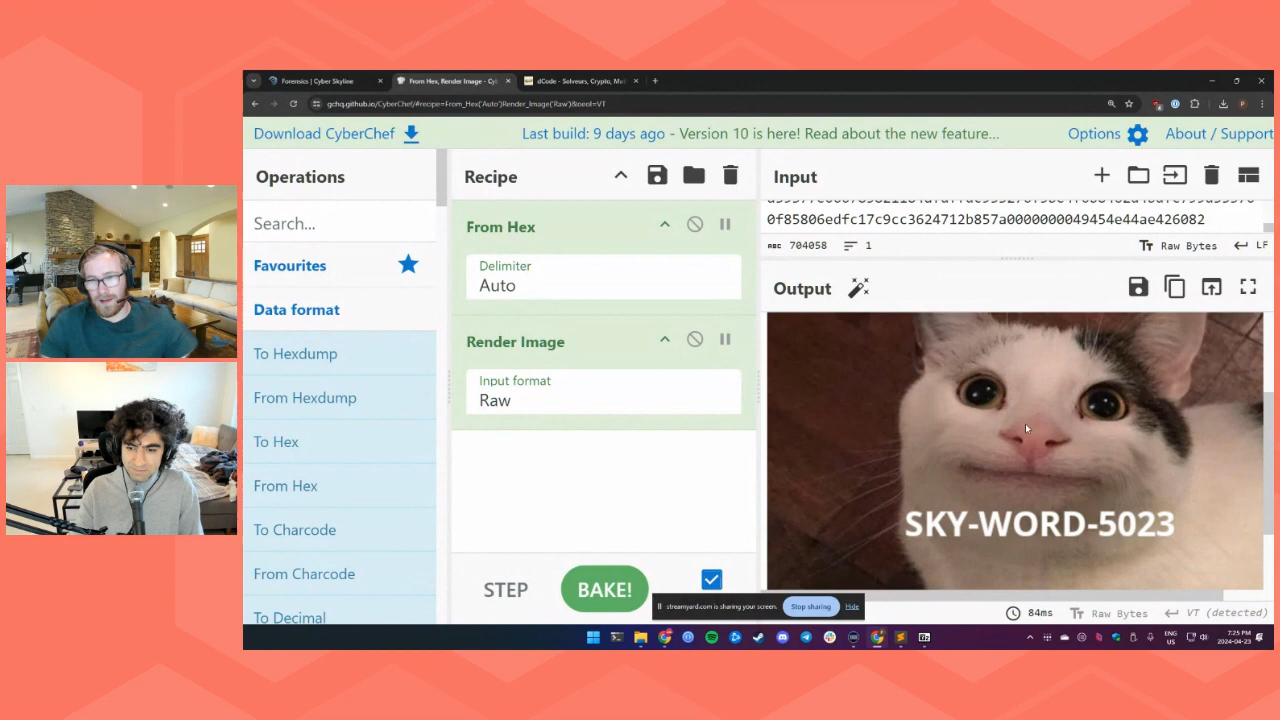 Forensics | Cyber Skyline
From Hex, Render Image - Cyb
dCode - Solveurs, Crypto, Mat
gchq.github.io/CyberChef/#recipe=From_Hex('Auto')Render_Image('Raw')&oeol=VT
Download CyberChef
Last build: 9 days ago - Version 10 is here! Read about the new feature...
Options
About / Support
Operations
Recipe
Input
Search...
Favourites
Data format
To Hexdump
From Hexdump
To Hex
From Hex
To Charcode
From Charcode
To Decimal
From Hex
Delimiter
Auto
Render Image
Input format
Raw
STEP
BAKE!
0f85806edfc17c9cc3624712b857a0000000049454e44ae426082
ABC 704058
1
Raw Bytes
LF
Output
SKY-WORD-5023
84ms
Raw Bytes
VT (detected)
streamyard.com is sharing your screen.
Stop sharing
Hide
ENG
US
7:25 PM
2024-04-23